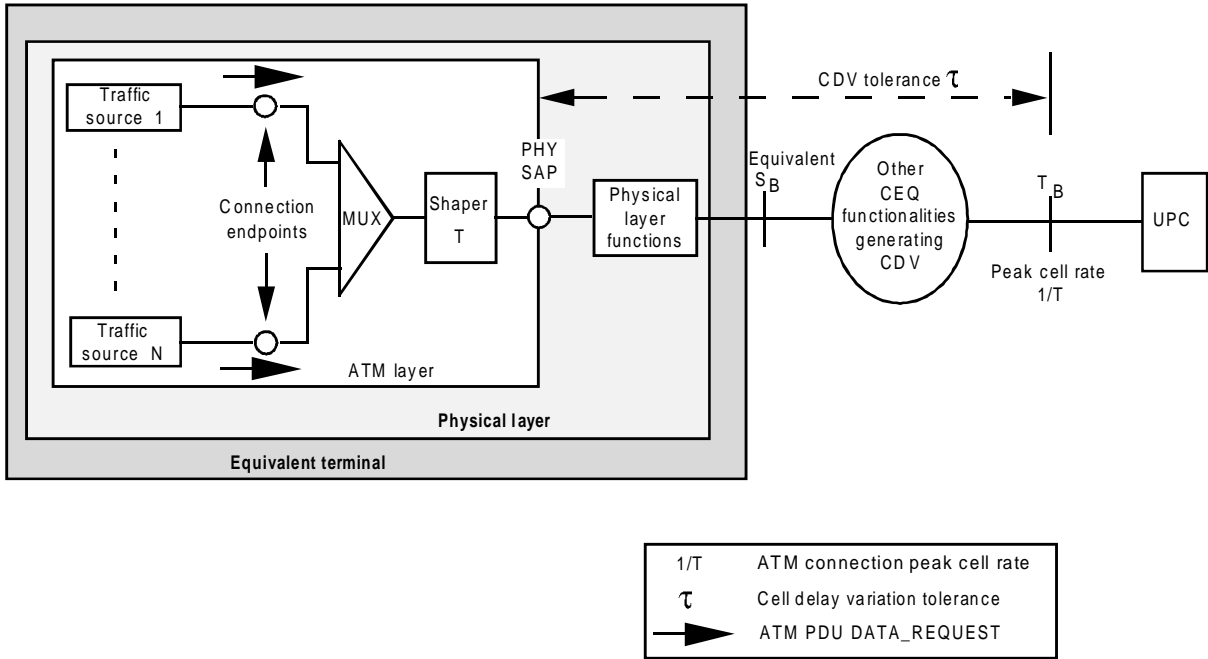 Traffic
source 1
Connection
endpoints
Traffic
source N
MUX
Shaper
T
PHY
SAP
ATM layer
Physical layer
Equivalent terminal
Physical
layer
functions
CDV tolerance τ
Equivalent
S B
Other
CEQ
functionalities
generating
CDV
T B
Peak cell rate
1/T
UPC
1/T ATM connection peak cell rate
τ Cell delay variation tolerance
ATM PDU DATA_REQUEST